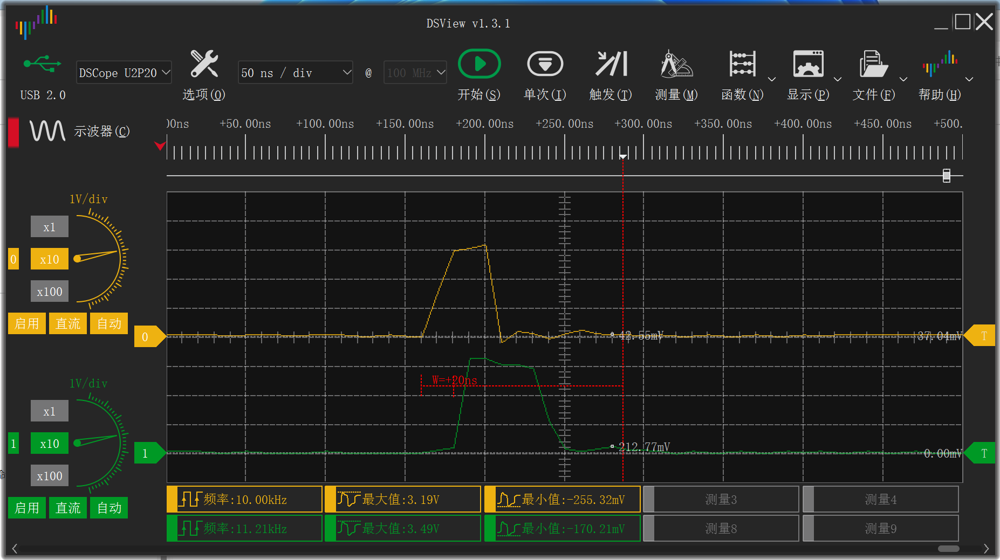 DSView v1.3.1
USB 2.0
DSCope U2P20
选项(O)
50 ns / div
@
100 MHz
开始(S)
单次(I)
触发(T)
测量(M)
函数(N)
显示(P)
文件(F)
帮助(H)
示波器(C)
00ns +50.00ns +100.00ns +150.00ns +200.00ns +250.00ns +300.00ns +350.00ns +400.00ns +450.00ns +500.
1V/div
x1
0
x10
x100
启用 直流 自动
0
42.55mV
37.04mV
T
W=+20ns
1V/div
x1
1
x10
x100
启用 直流 自动
1
212.77mV
0.00mV
T
频率:10.00kHz
最大值:3.19V
最小值:-255.32mV
测量3
测量4
频率:11.21kHz
最大值:3.49V
最小值:-170.21mV
测量8
测量9